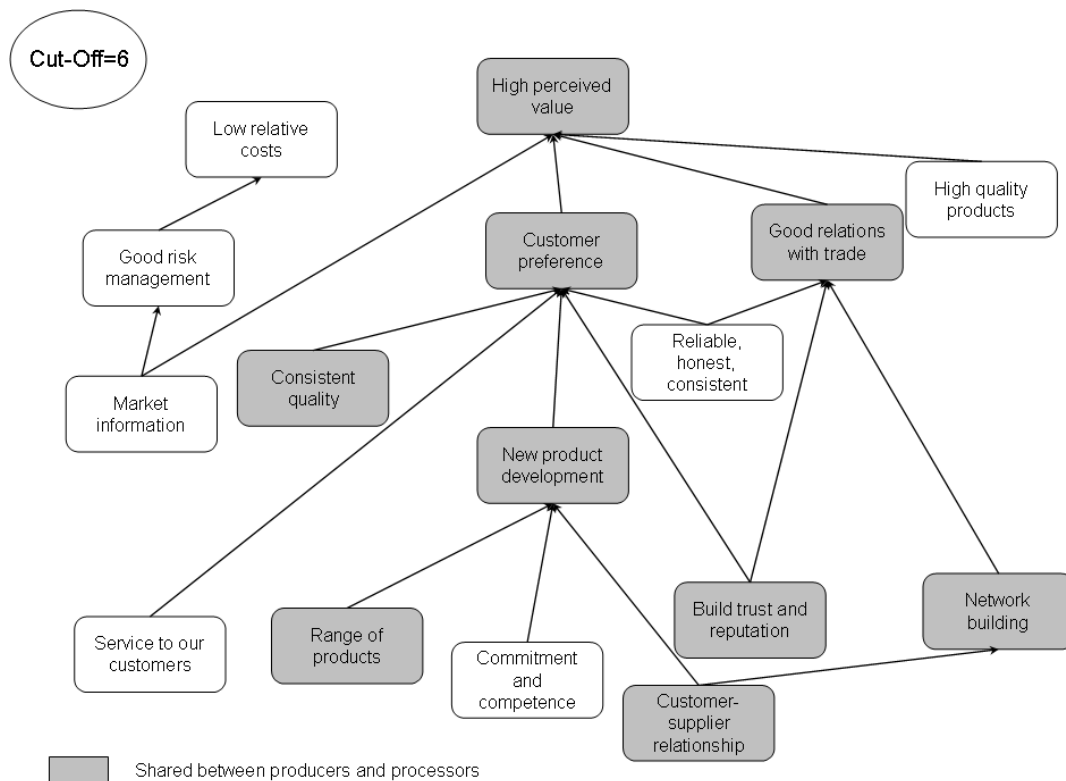 Cut-Off=6
High perceived
value
Low relative
costs
High quality
products
Good risk
management
Customer
preference
Good relations
with trade
Market
information
Consistent
quality
Reliable,
honest,
consistent
New product
development
Service to our
customers
Range of
products
Commitment
and
competence
Build trust and
reputation
Network
building
Customer-
supplier
relationship
Shared between producers and processors